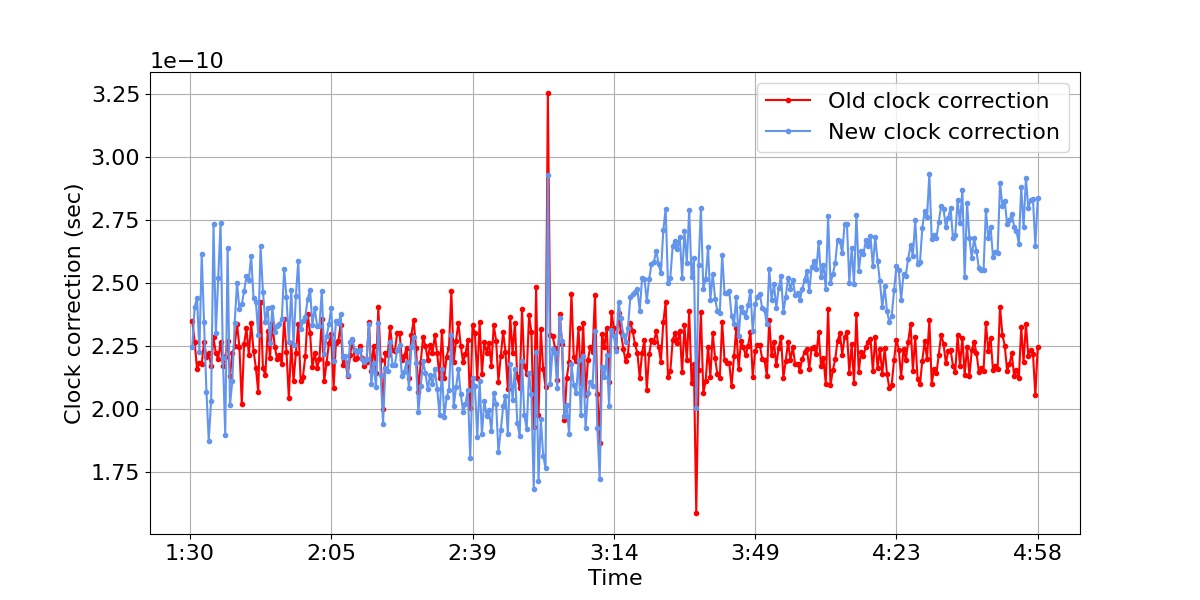 1e−10
3.25
3.00
2.75
2.50
2.25
2.00
1.75
Clock correction (sec)
Old clock correction
New clock correction
1:30 2:05 2:39 3:14 3:49 4:23 4:58
Time